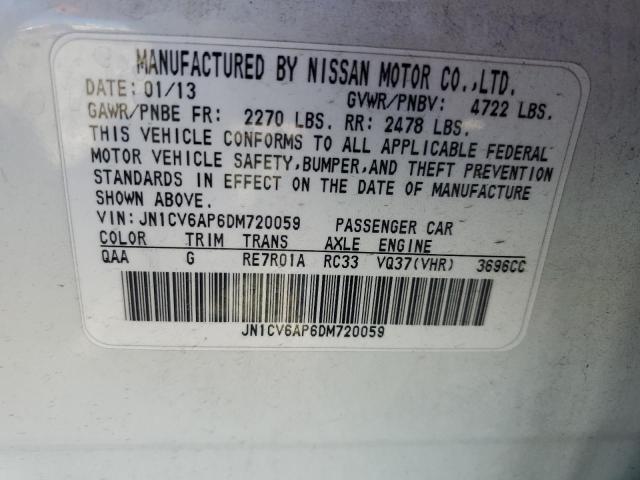 MANUFACTURED BY NISSAN MOTOR CO.,LTD.
DATE: 01/13 GVWR/PNBV: 4722 LBS.
GAWR/PNBE FR: 2270 LBS. RR: 2478 LBS.
THIS VEHICLE CONFORMS TO ALL APPLICABLE FEDERAL
MOTOR VEHICLE SAFETY,BUMPER,AND THEFT PREVENTION
STANDARDS IN EFFECT ON THE DATE OF MANUFACTURE
SHOWN ABOVE.
VIN: JN1CV6AP6DM720059 PASSENGER CAR
COLOR TRIM TRANS AXLE ENGINE
QAA G RE7R01A RC33 VQ37(VHR) 3696CC
JN1CV6AP6DM720059